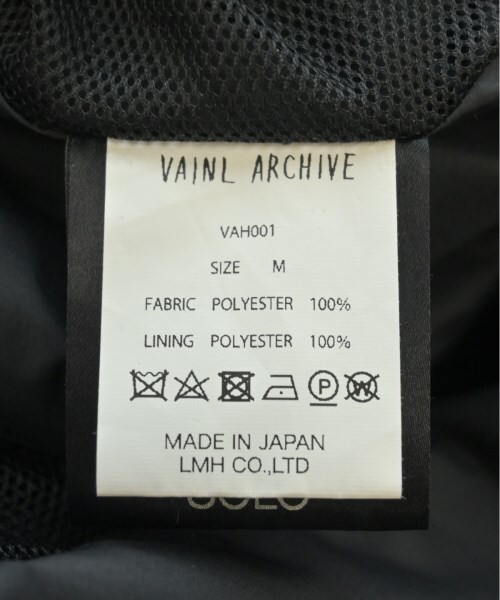 VAINL ARCHIVE
VAH001
SIZE M
FABRIC POLYESTER 100%
LINING POLYESTER 100%
P W
MADE IN JAPAN
LMH CO.,LTD